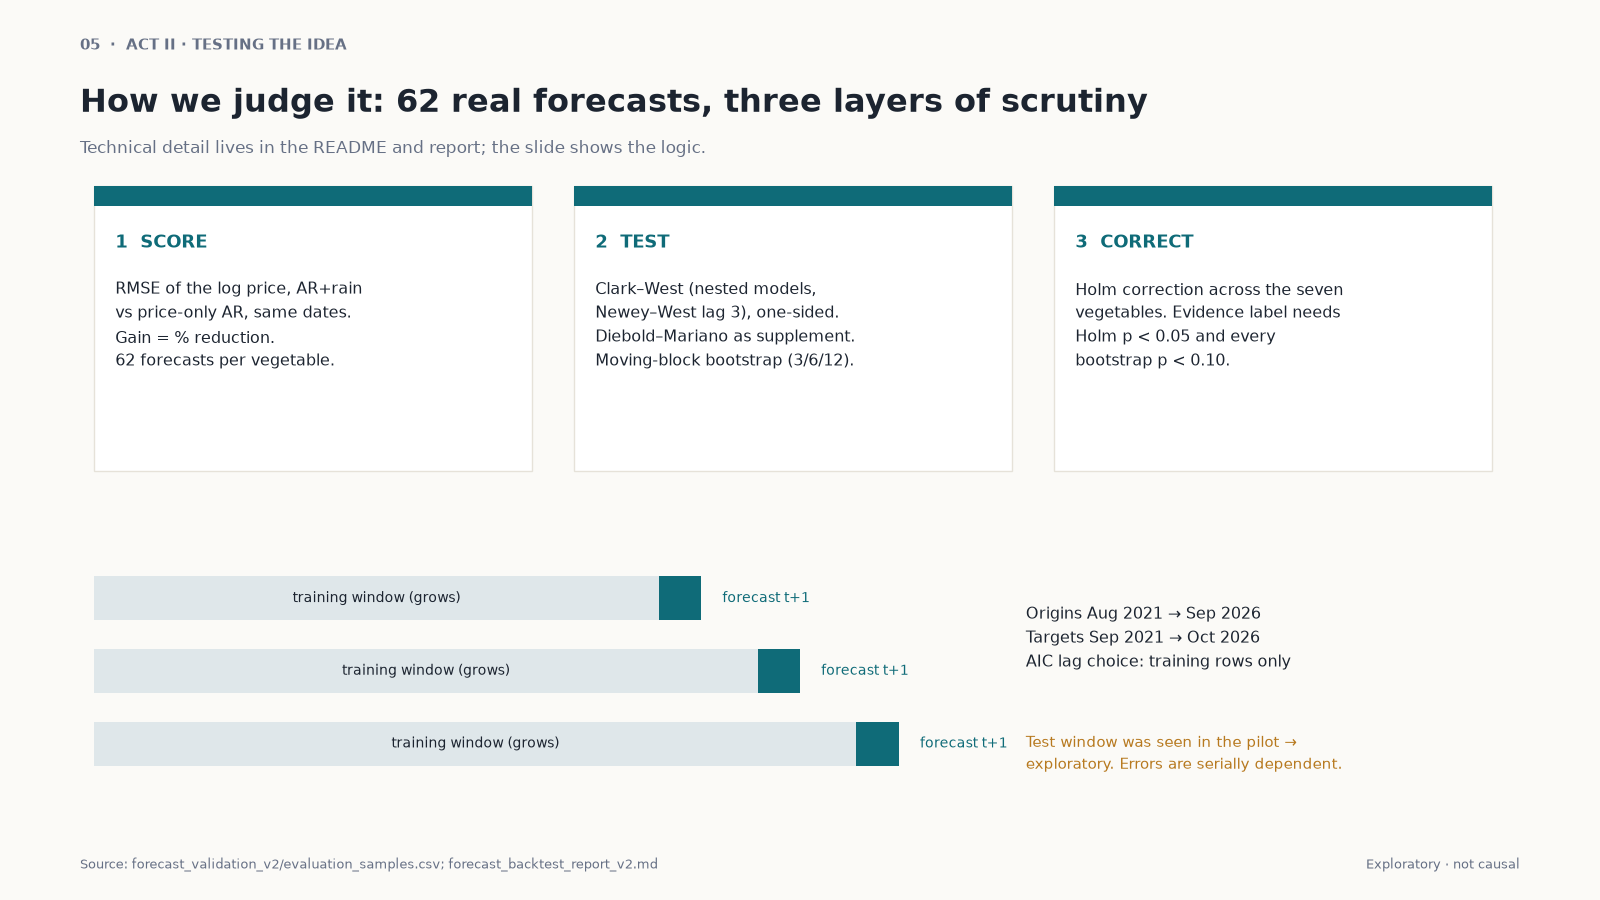 05 · ACT II · TESTING THE IDEA
How we judge it: 62 real forecasts, three layers of scrutiny
Technical detail lives in the README and report; the slide shows the logic.
1 SCORE
RMSE of the log price, AR+rain
vs price-only AR, same dates.
Gain = % reduction.
62 forecasts per vegetable.
2 TEST
Clark–West (nested models,
Newey–West lag 3), one-sided.
Diebold–Mariano as supplement.
Moving-block bootstrap (3/6/12).
3 CORRECT
Holm correction across the seven
vegetables. Evidence label needs
Holm p < 0.05 and every
bootstrap p < 0.10.
training window (grows)
forecast t+1
training window (grows)
forecast t+1
training window (grows)
forecast t+1
Origins Aug 2021 → Sep 2026
Targets Sep 2021 → Oct 2026
AIC lag choice: training rows only
Test window was seen in the pilot →
exploratory. Errors are serially dependent.
Source: forecast_validation_v2/evaluation_samples.csv; forecast_backtest_report_v2.md
Exploratory · not causal